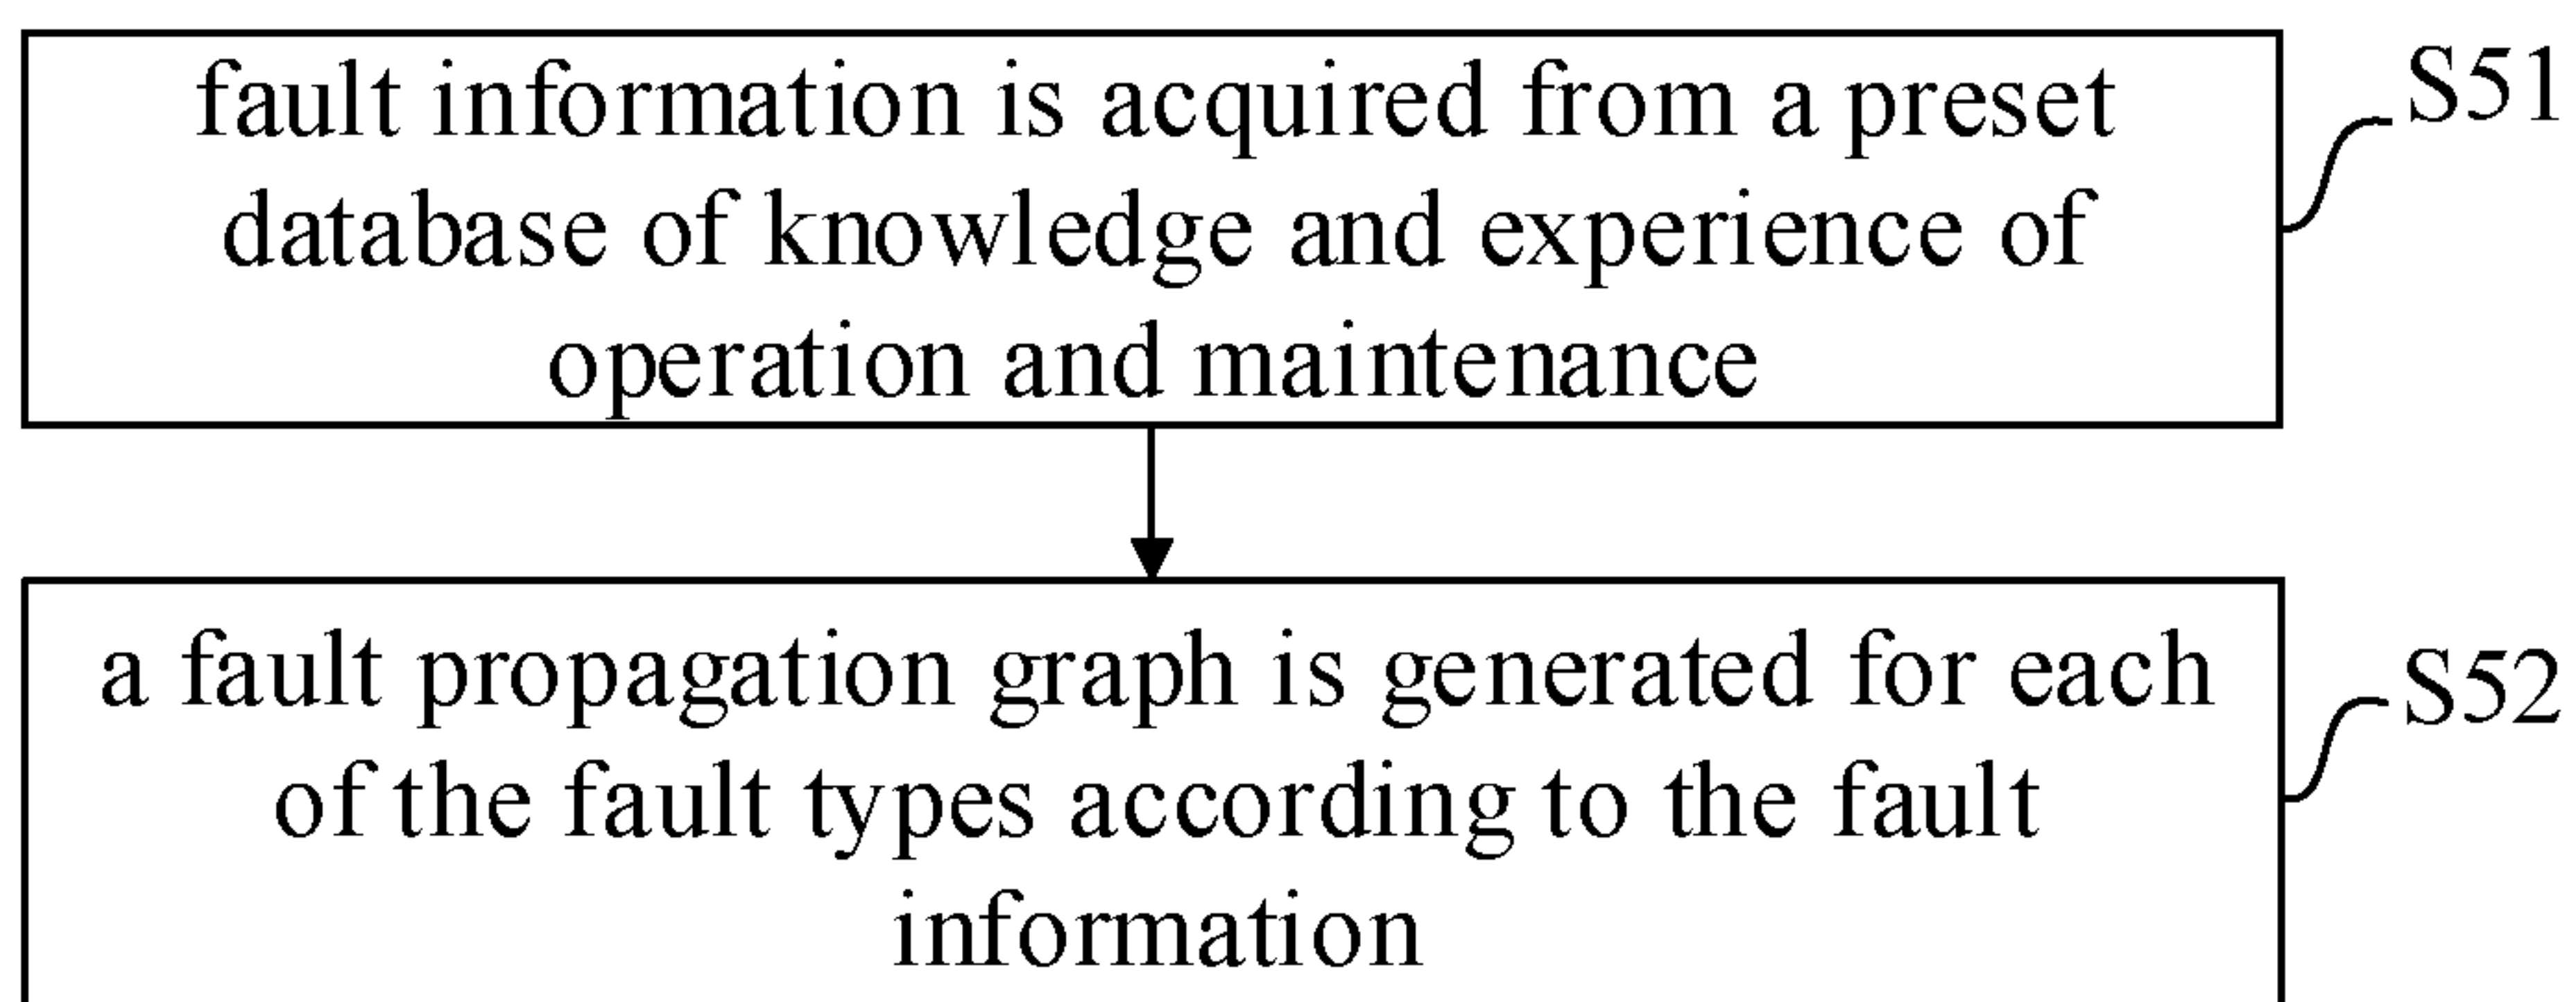 fault information is acquired from a preset
database of knowledge and experience of
operation and maintenance
S51
a fault propagation graph is generated for each
of the fault types according to the fault
information
S52